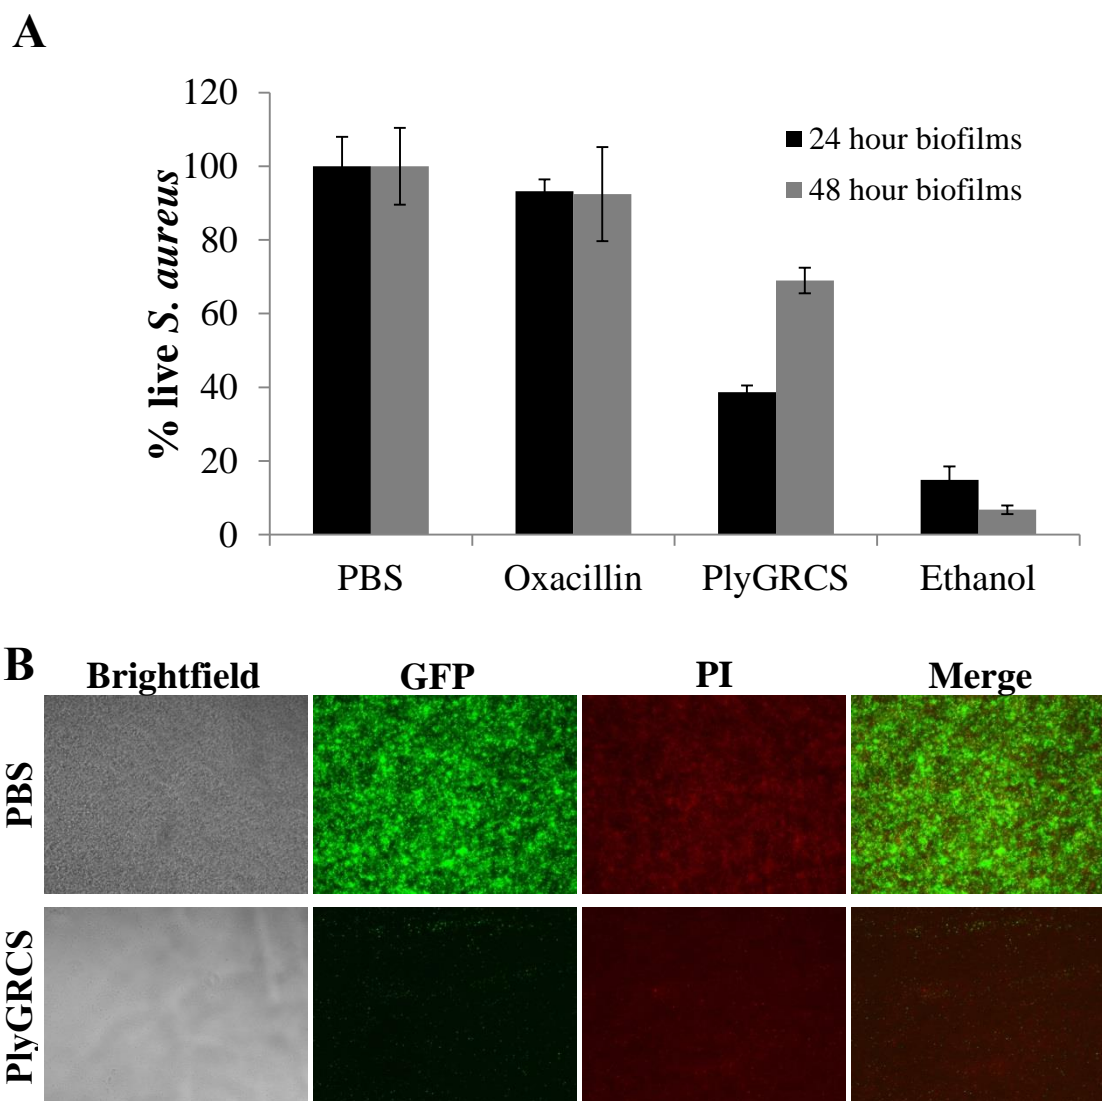 A
120
100
80
60
40
20
0
% live S. aureus
24 hour biofilms
48 hour biofilms
PBS
Oxacillin
PlyGRCS
Ethanol
B
Brightfield
GFP
PI
Merge
PBS
PlyGRCS